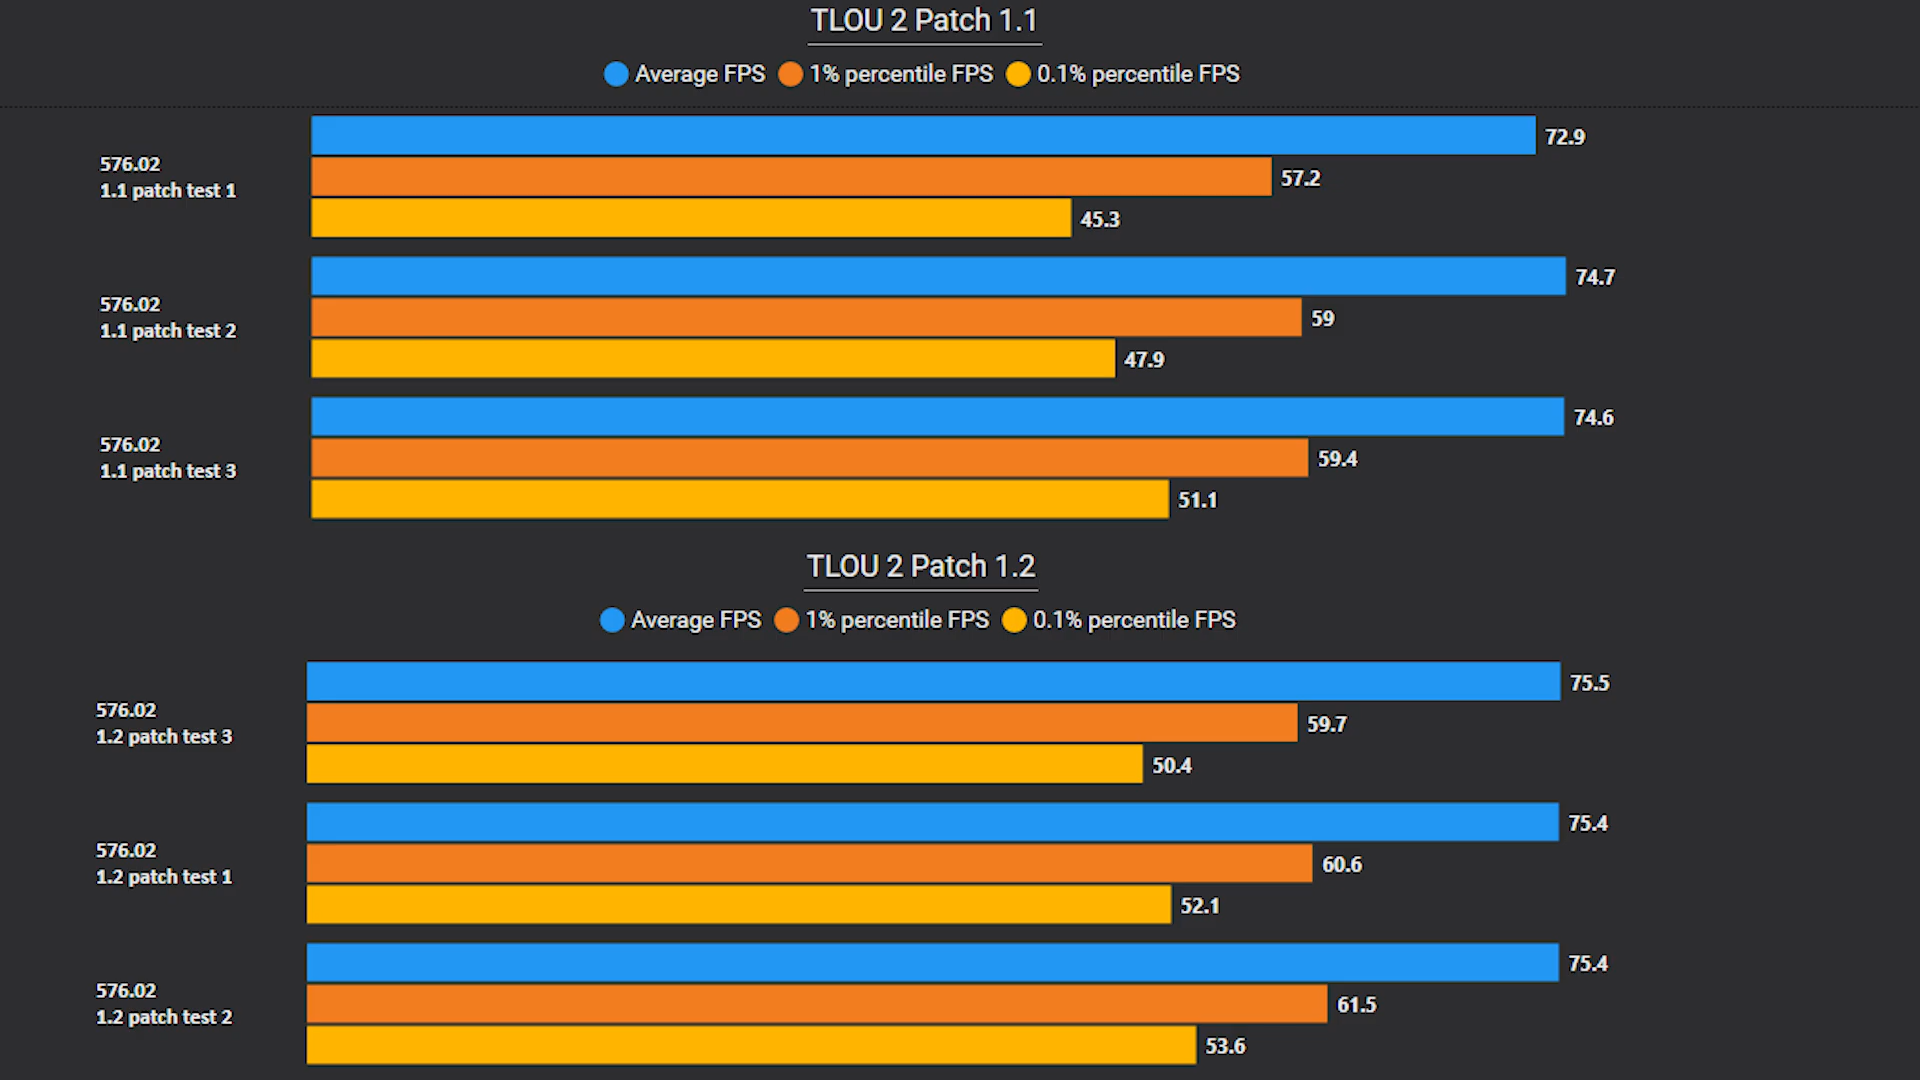 TLOU 2 Patch 1.1
Average FPS 1% percentile FPS 0.1% percentile FPS
576.02
1.1 patch test 1
72.9
57.2
45.3
576.02
1.1 patch test 2
74.7
59
47.9
576.02
1.1 patch test 3
74.6
59.4
51.1
TLOU 2 Patch 1.2
Average FPS 1% percentile FPS 0.1% percentile FPS
576.02
1.2 patch test 3
75.5
59.7
50.4
576.02
1.2 patch test 1
75.4
60.6
52.1
576.02
1.2 patch test 2
75.4
61.5
53.6